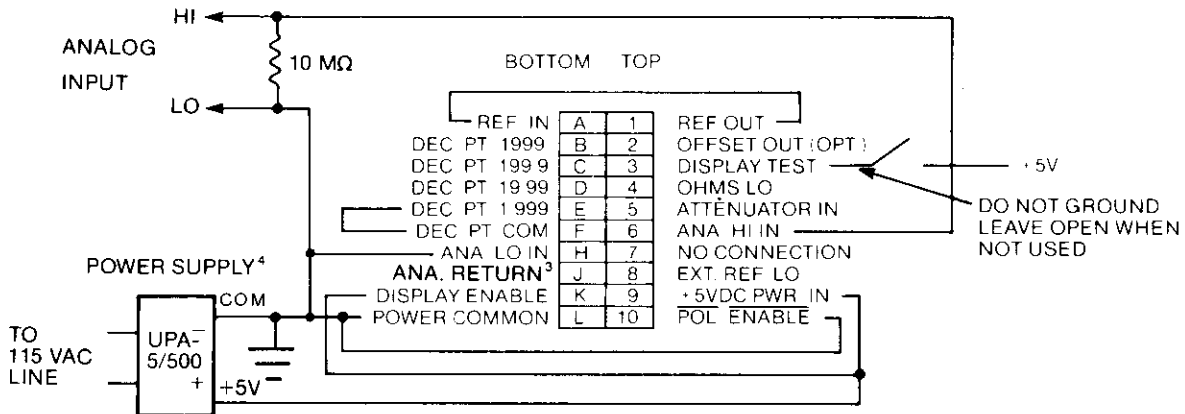 HI
ANALOG
INPUT
10 MΩ
LO
BOTTOM TOP
REF IN A 1 REF OUT
DEC PT 1999 B 2 OFFSET OUT (OPT)
DEC PT 199 9 C 3 DISPLAY TEST +5V
DEC PT 19 99 D 4 OHMS LO
DEC PT 1 999 E 5 ATTENUATOR IN
DEC PT COM F 6 ANA HI IN
ANA LO IN H 7 NO CONNECTION
ANA. RETURN³ J 8 EXT. REF LO
DISPLAY ENABLE K 9 +5VDC PWR IN
POWER COMMON L 10 POL ENABLE
DO NOT GROUND
LEAVE OPEN WHEN
NOT USED
POWER SUPPLY⁴
COM
TO
115 VAC
LINE
UPA-
5/500
−
+
+5V